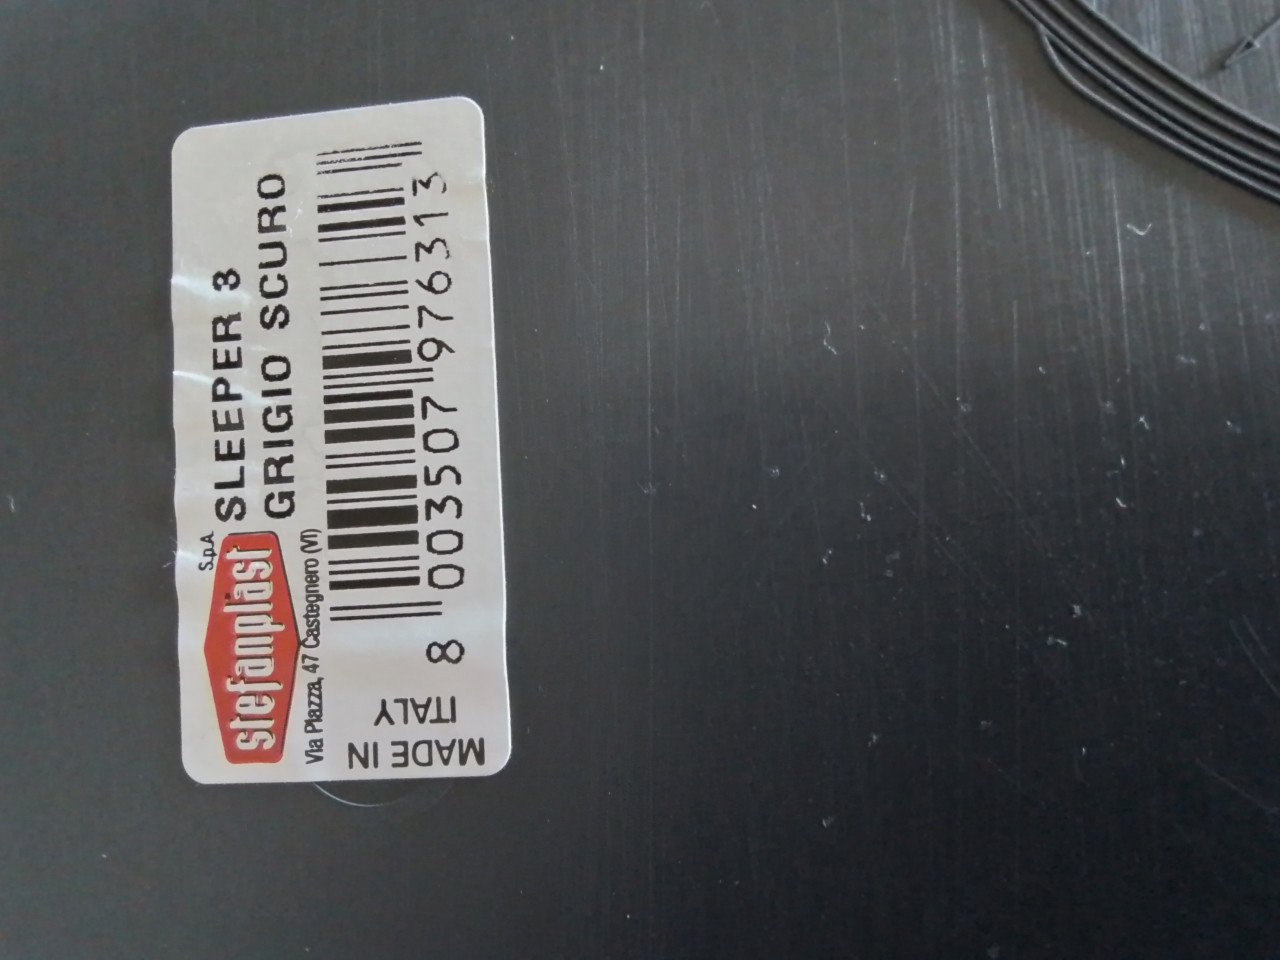 S.p.A.
stefanplast
SLEEPER 3
GRIGIO SCURO
Via Piazza, 47 Castegnero (VI)
MADE IN
ITALY
8 003507 976313